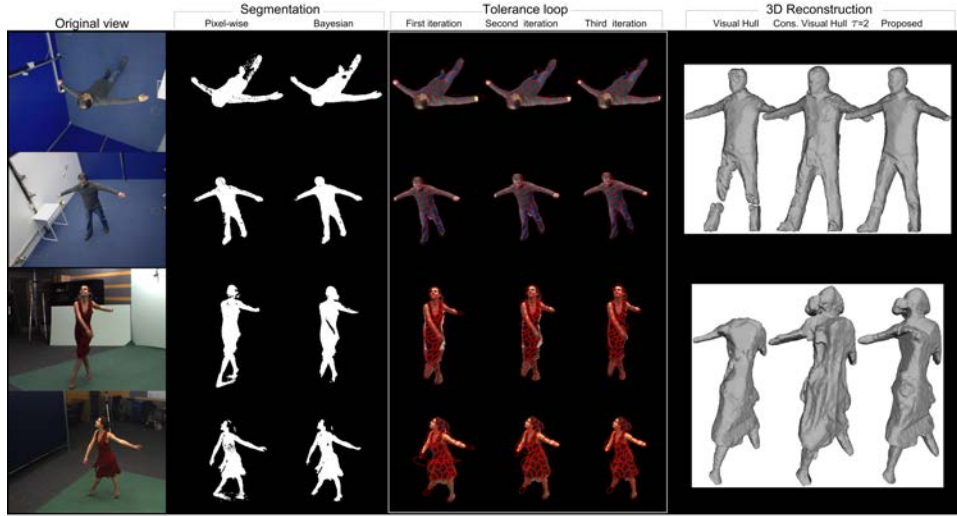 Original view
Segmentation
Pixel-wise Bayesian
Tolerance loop
First iteration Second iteration Third iteration
3D Reconstruction
Visual Hull Cons. Visual Hull T=2 Proposed